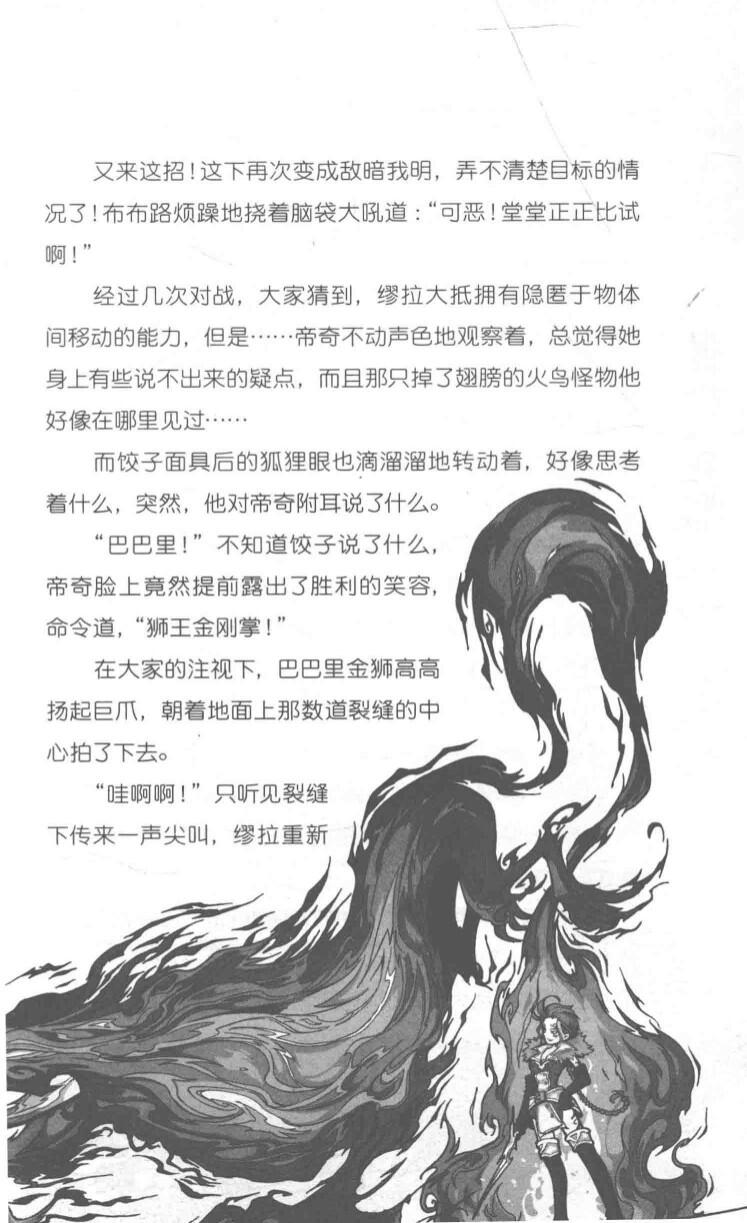 又来这招！这下再次变成敌暗我明，弄不清楚目标的情
况了！布布路烦躁地挠着脑袋大吼道：“可恶！堂堂正正比试
啊！”
经过几次对战，大家猜到，缪拉大抵拥有隐匿于物体
间移动的能力，但是……帝奇不动声色地观察着，总觉得她
身上有些说不出来的疑点，而且那只掉了翅膀的火鸟怪物他
好像在哪里见过……
而饺子面具后的狐狸眼也滴溜溜地转动着，好像思考
着什么，突然，他对帝奇附耳说了什么。
“巴巴里！”不知道饺子说了什么，
帝奇脸上竟然提前露出了胜利的笑容，
命令道，“狮王金刚掌！”
在大家的注视下，巴巴里金狮高高
扬起巨爪，朝着地面上那数道裂缝的中
心拍了下去。
“哇啊啊！”只听见裂缝
下传来一声尖叫，缪拉重新